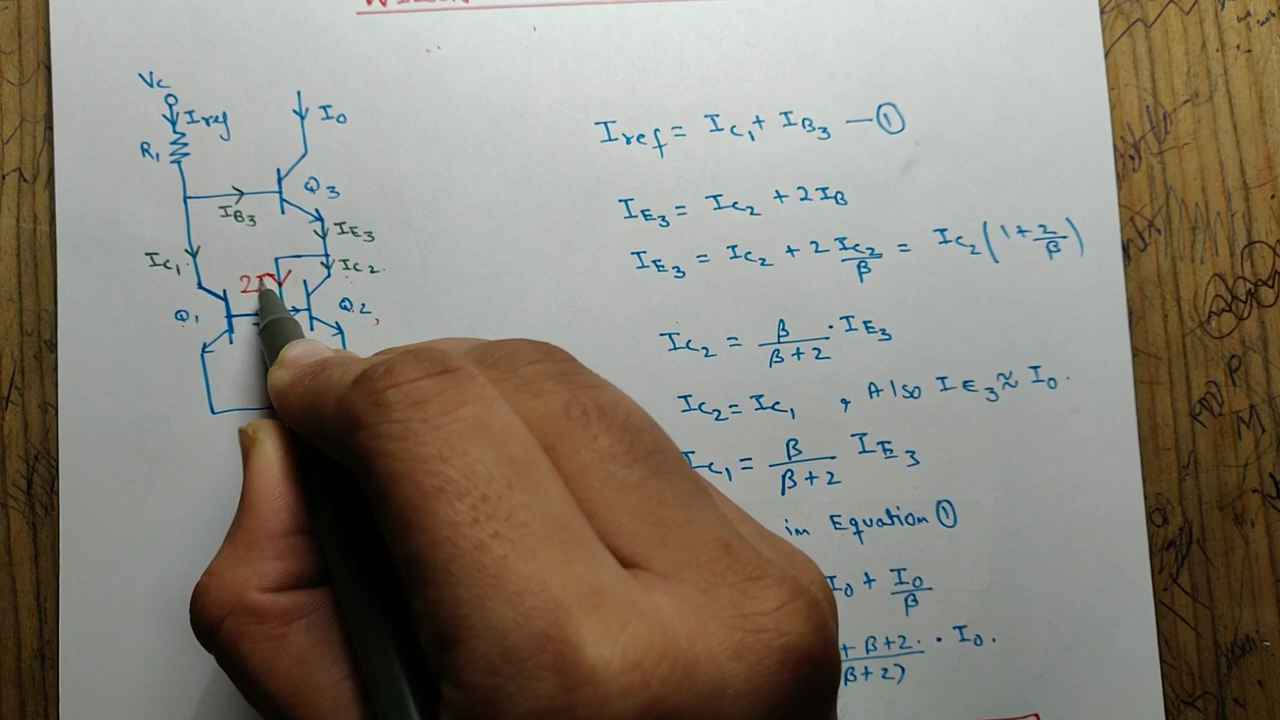 Vc
Iref
I0
R1
Q3
IB3
IE3
IC1
IC2
Q1
Q2
Iref = IC1 + IB3 — ①
IE3 = IC2 + 2IB
IE3 = IC2 + 2 IC2/β = IC2 (1 + 2/β)
IC2 = β/β+2 · IE3
IC2 = IC1 , Also IE3 ≈ I0.
IC1 = β/β+2 IE3
in Equation ①
I0 + I0/β
+ β+2/β+2) · I0.